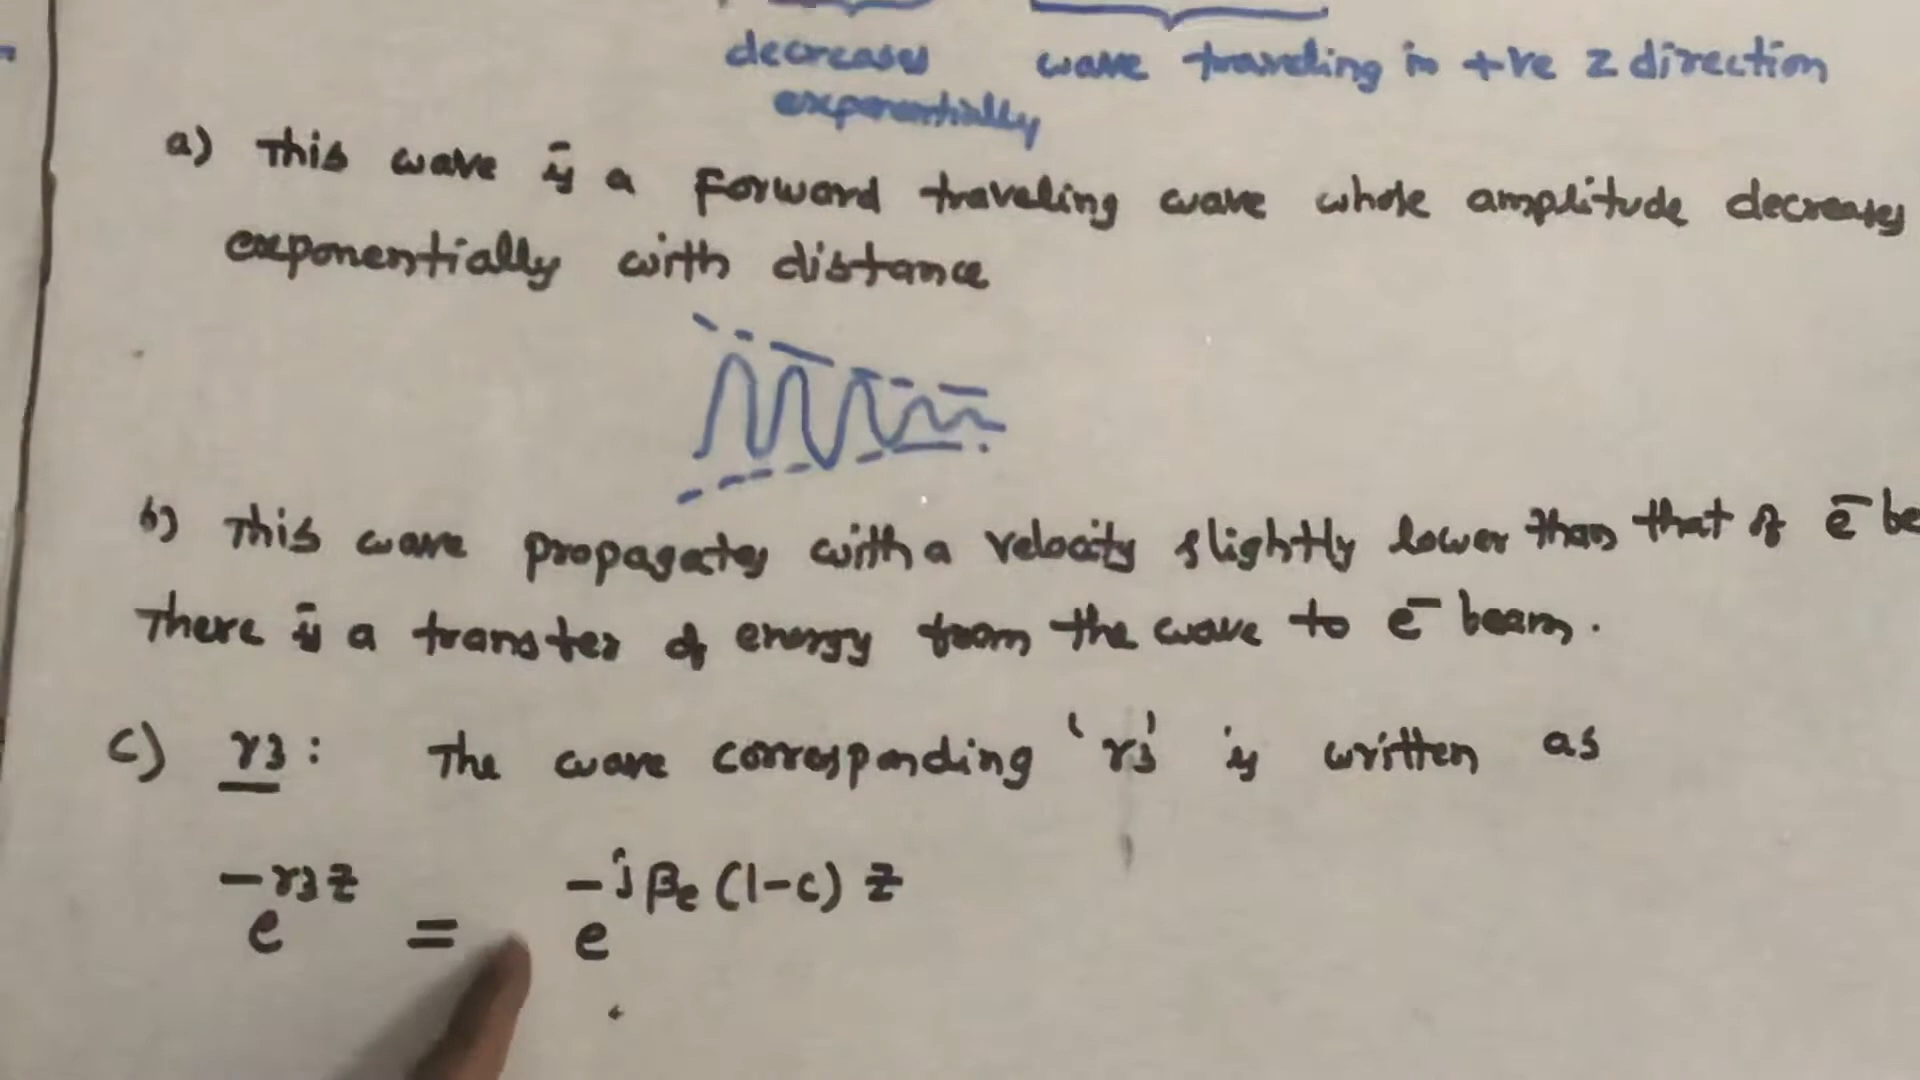 decreases wave traveling in +ve z direction
exponentially
a) This wave is a Forward traveling wave whole amplitude decreases
exponentially with distance
b) This wave propagates with a velocity slightly lower than that of e⁻ be
There is a transfer of energy from the wave to e⁻ beam.
c) γ3: The wave corresponding 'γ3' is written as
e^{-γ3z} = e^{-jβe(1-c)z}